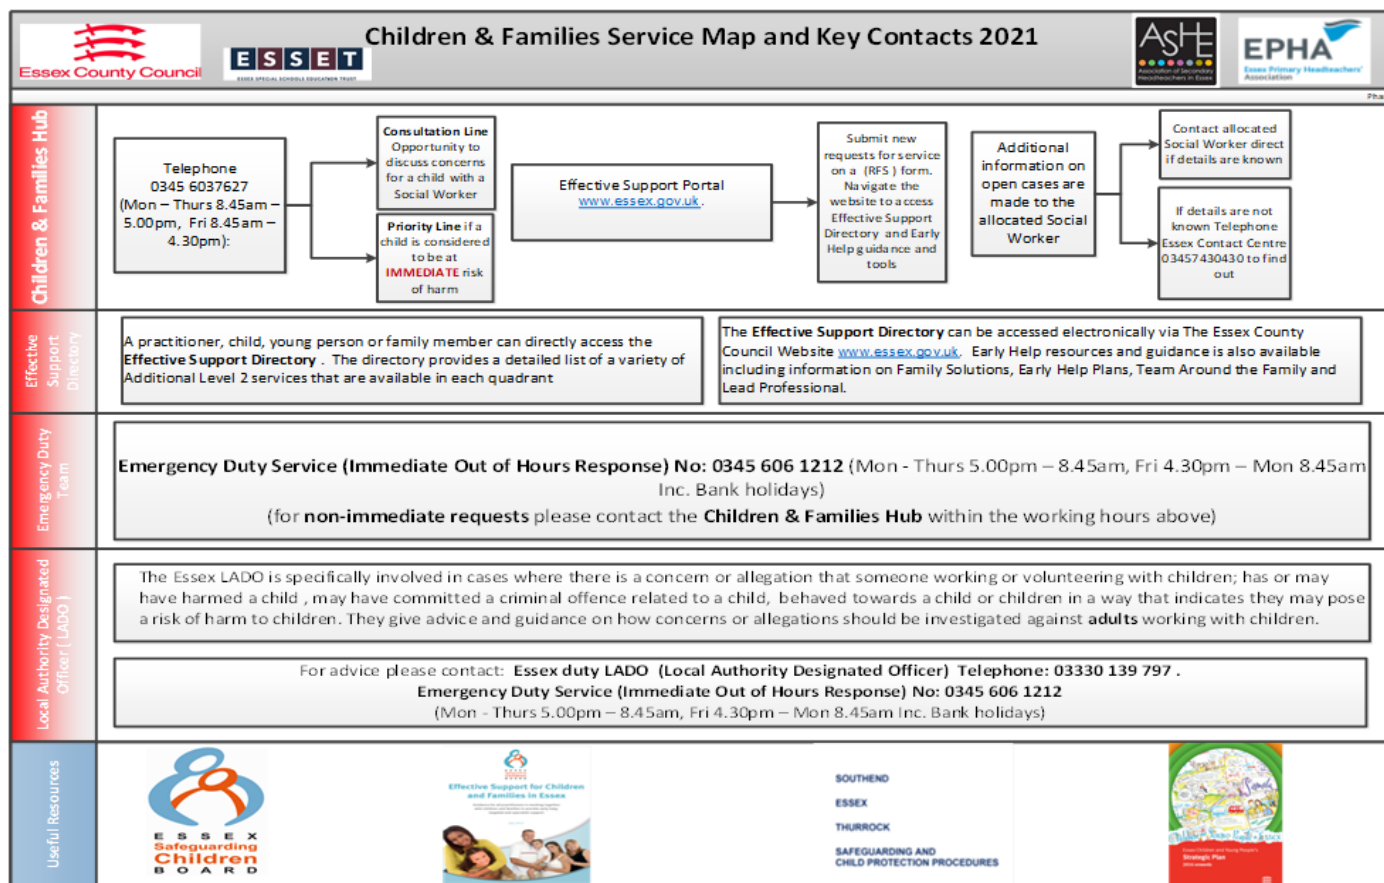 Children & Families Service Map and Key Contacts 2021
Essex County Council
ESSET
ESSEX SPECIAL SCHOOLS EDUCATION TRUST
ASHE
Association of Secondary
Headteachers in Essex
EPHA
Essex Primary Headteachers'
Association
Pha
Children & Families Hub
Telephone
0345 6037627
(Mon – Thurs 8.45am –
5.00pm, Fri 8.45am –
4.30pm):
Consultation Line
Opportunity to
discuss concerns
for a child with a
Social Worker
Priority Line if a
child is considered
to be at
IMMEDIATE risk
of harm
Effective Support Portal
www.essex.gov.uk .
Submit new
requests for service
on a (RFS ) form.
Navigate the
website to access
Effective Support
Directory and Early
Help guidance and
tools
Additional
information on
open cases are
made to the
allocated Social
Worker
Contact allocated
Social Worker direct
if details are known
If details are not
known Telephone
Essex Contact Centre
03457430430 to find
out
Effective
Support
Directory
A practitioner, child, young person or family member can directly access the
Effective Support Directory . The directory provides a detailed list of a variety of
Additional Level 2 services that are available in each quadrant
The Effective Support Directory can be accessed electronically via The Essex County
Council Website www.essex.gov.uk. Early Help resources and guidance is also available
including information on Family Solutions, Early Help Plans, Team Around the Family and
Lead Professional.
Emergency Duty
Team
Emergency Duty Service (Immediate Out of Hours Response) No: 0345 606 1212 (Mon - Thurs 5.00pm – 8.45am, Fri 4.30pm – Mon 8.45am
Inc. Bank holidays)
(for non-immediate requests please contact the Children & Families Hub within the working hours above)
Local Authority Designated
Officer ( LADO )
The Essex LADO is specifically involved in cases where there is a concern or allegation that someone working or volunteering with children; has or may
have harmed a child , may have committed a criminal offence related to a child, behaved towards a child or children in a way that indicates they may pose
a risk of harm to children. They give advice and guidance on how concerns or allegations should be investigated against adults working with children.
For advice please contact: Essex duty LADO (Local Authority Designated Officer) Telephone: 03330 139 797 .
Emergency Duty Service (Immediate Out of Hours Response) No: 0345 606 1212
(Mon - Thurs 5.00pm – 8.45am, Fri 4.30pm – Mon 8.45am Inc. Bank holidays)
Useful Resources
ESSEX
Safeguarding
Children
BOARD
Effective Support for Children
and Families in Essex
SOUTHEND
ESSEX
THURROCK
SAFEGUARDING AND
CHILD PROTECTION PROCEDURES
Essex Children and Young People's
Strategic Plan